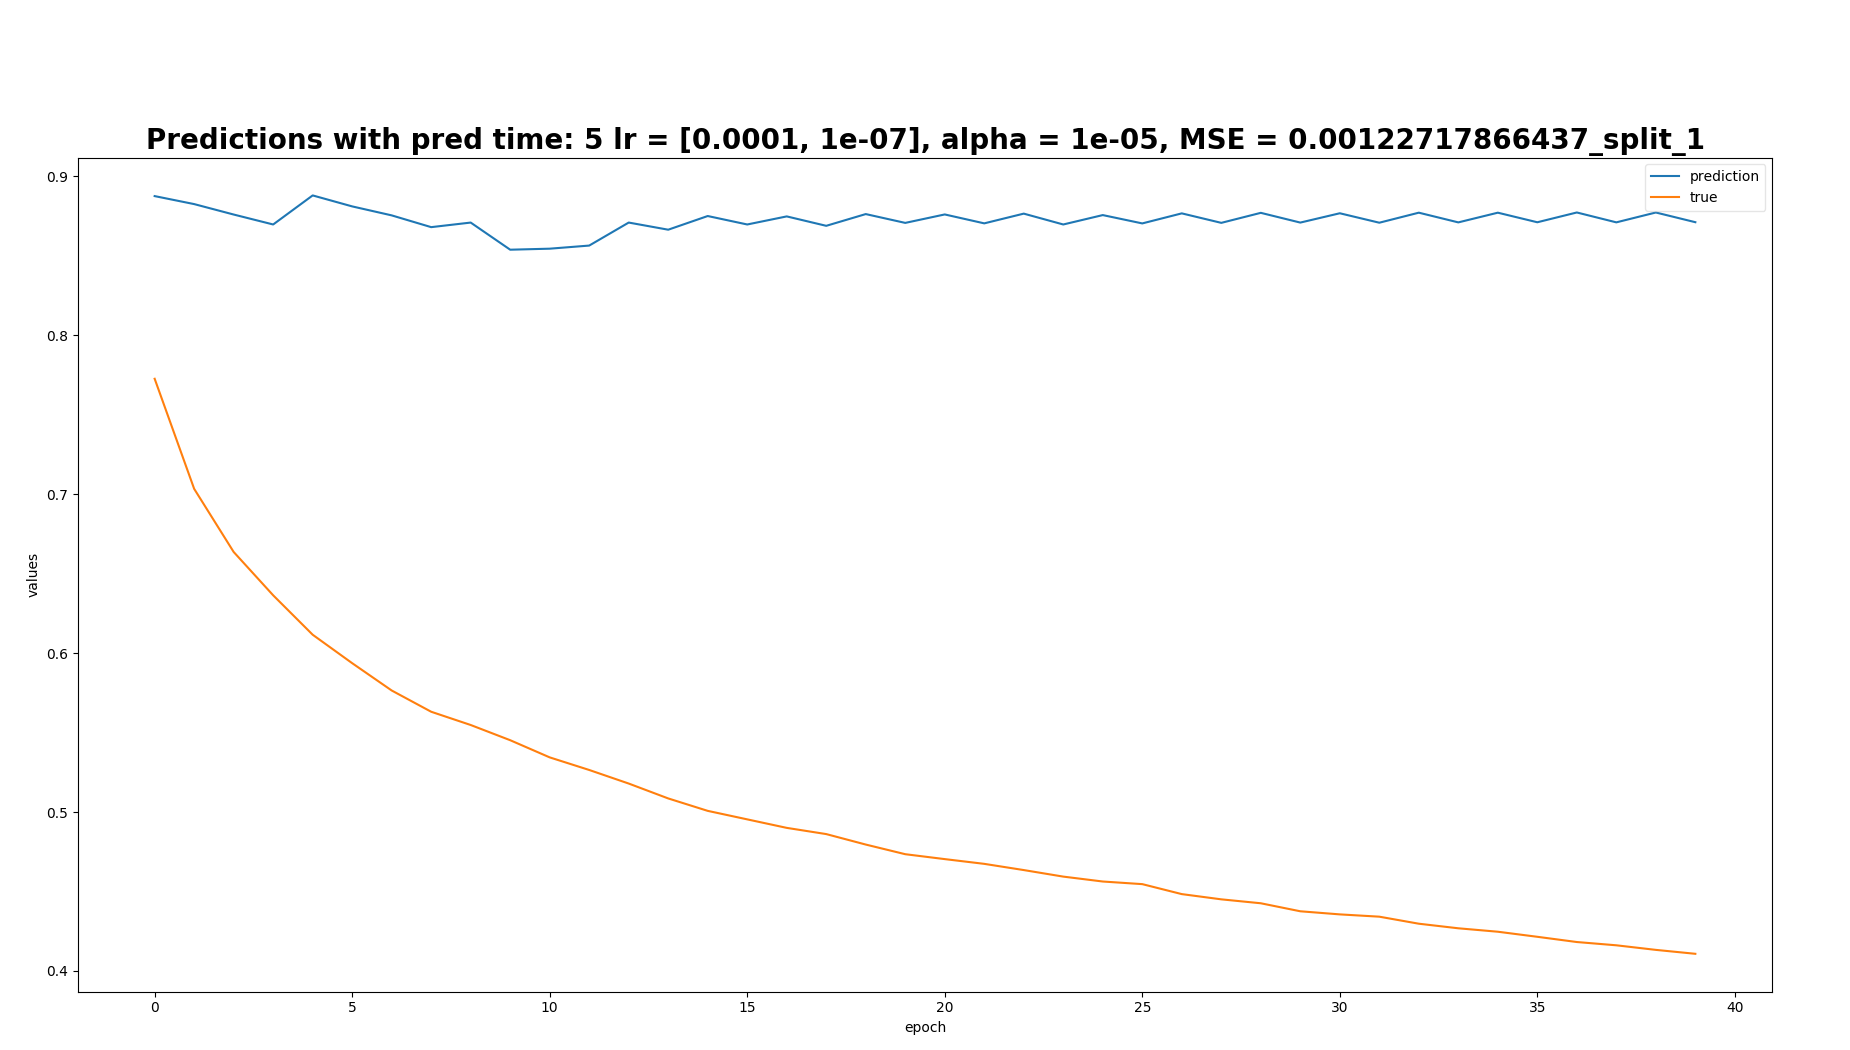 Predictions with pred time: 5 lr = [0.0001, 1e-07], alpha = 1e-05, MSE = 0.00122717866437_split_1
prediction
true
0.9
0.8
0.7
0.6
0.5
0.4
values
0 5 10 15 20 25 30 35 40
epoch